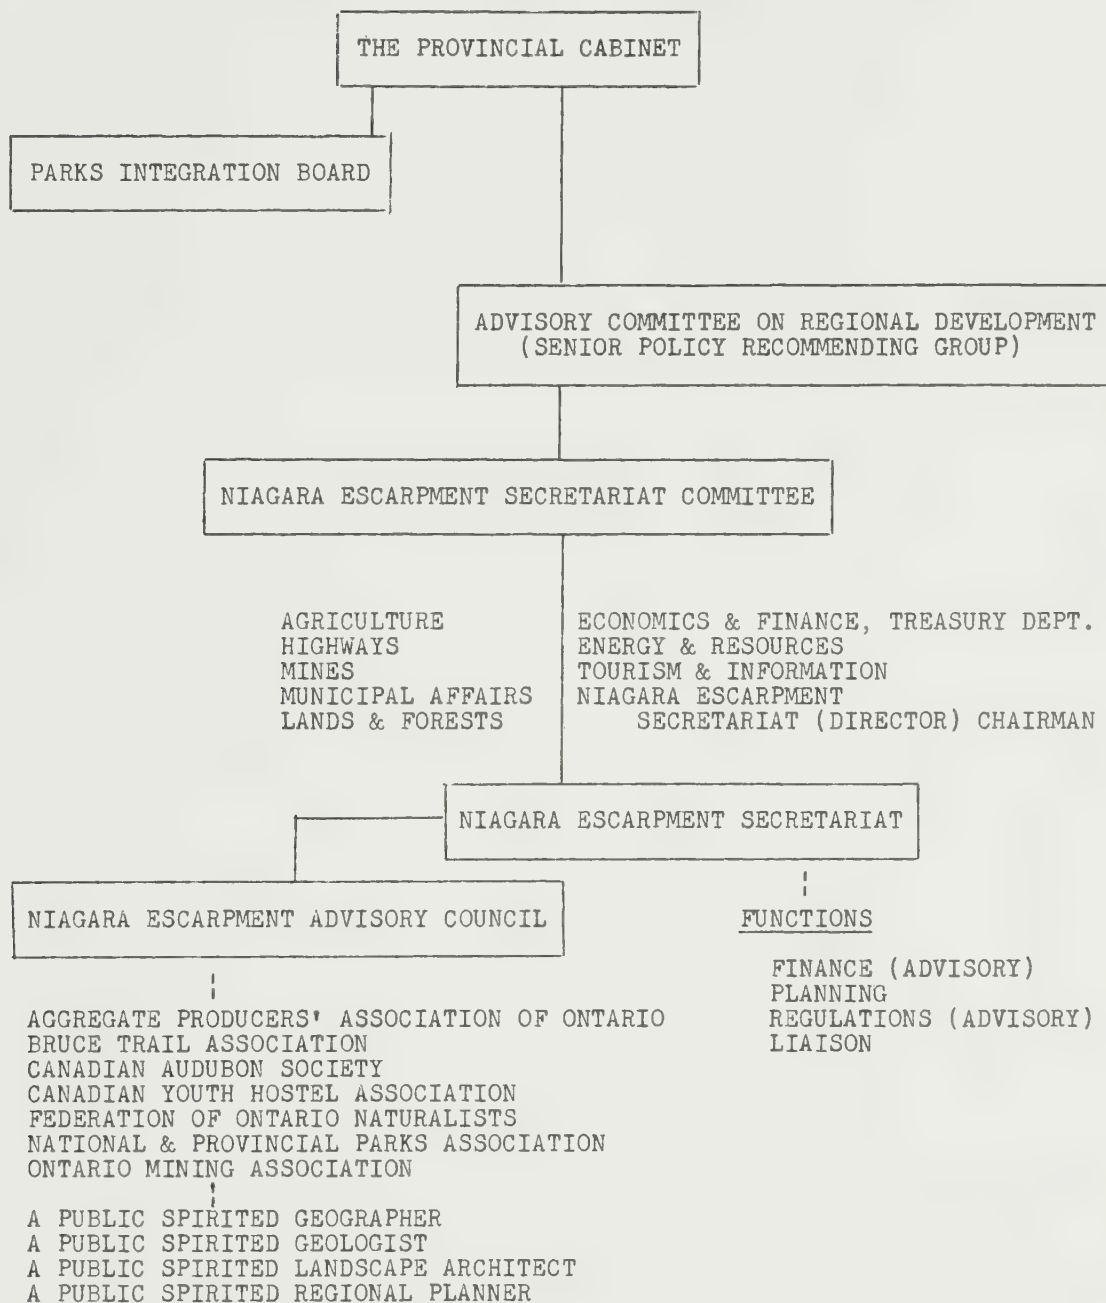 THE PROVINCIAL CABINET
PARKS INTEGRATION BOARD
ADVISORY COMMITTEE ON REGIONAL DEVELOPMENT
(SENIOR POLICY RECOMMENDING GROUP)
NIAGARA ESCARPMENT SECRETARIAT COMMITTEE
AGRICULTURE
HIGHWAYS
MINES
MUNICIPAL AFFAIRS
LANDS & FORESTS
ECONOMICS & FINANCE, TREASURY DEPT.
ENERGY & RESOURCES
TOURISM & INFORMATION
NIAGARA ESCARPMENT
SECRETARIAT (DIRECTOR) CHAIRMAN
NIAGARA ESCARPMENT SECRETARIAT
NIAGARA ESCARPMENT ADVISORY COUNCIL
AGGREGATE PRODUCERS' ASSOCIATION OF ONTARIO
BRUCE TRAIL ASSOCIATION
CANADIAN AUDUBON SOCIETY
CANADIAN YOUTH HOSTEL ASSOCIATION
FEDERATION OF ONTARIO NATURALISTS
NATIONAL & PROVINCIAL PARKS ASSOCIATION
ONTARIO MINING ASSOCIATION
A PUBLIC SPIRITED GEOGRAPHER
A PUBLIC SPIRITED GEOLOGIST
A PUBLIC SPIRITED LANDSCAPE ARCHITECT
A PUBLIC SPIRITED REGIONAL PLANNER
FUNCTIONS
FINANCE (ADVISORY)
PLANNING
REGULATIONS (ADVISORY)
LIAISON